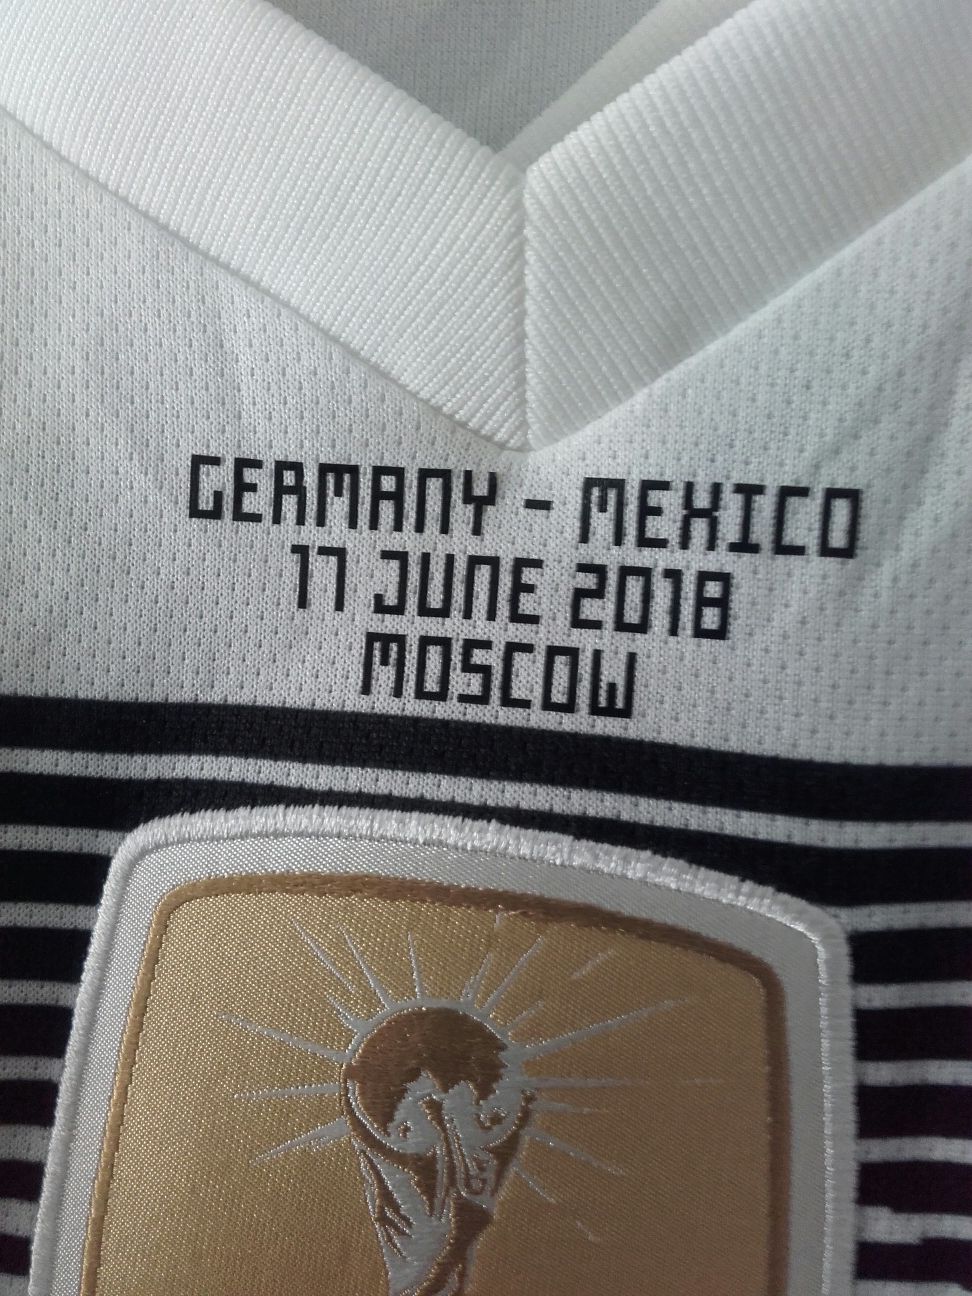 GERMANY - MEXICO
17 JUNE 2018
MOSCOW